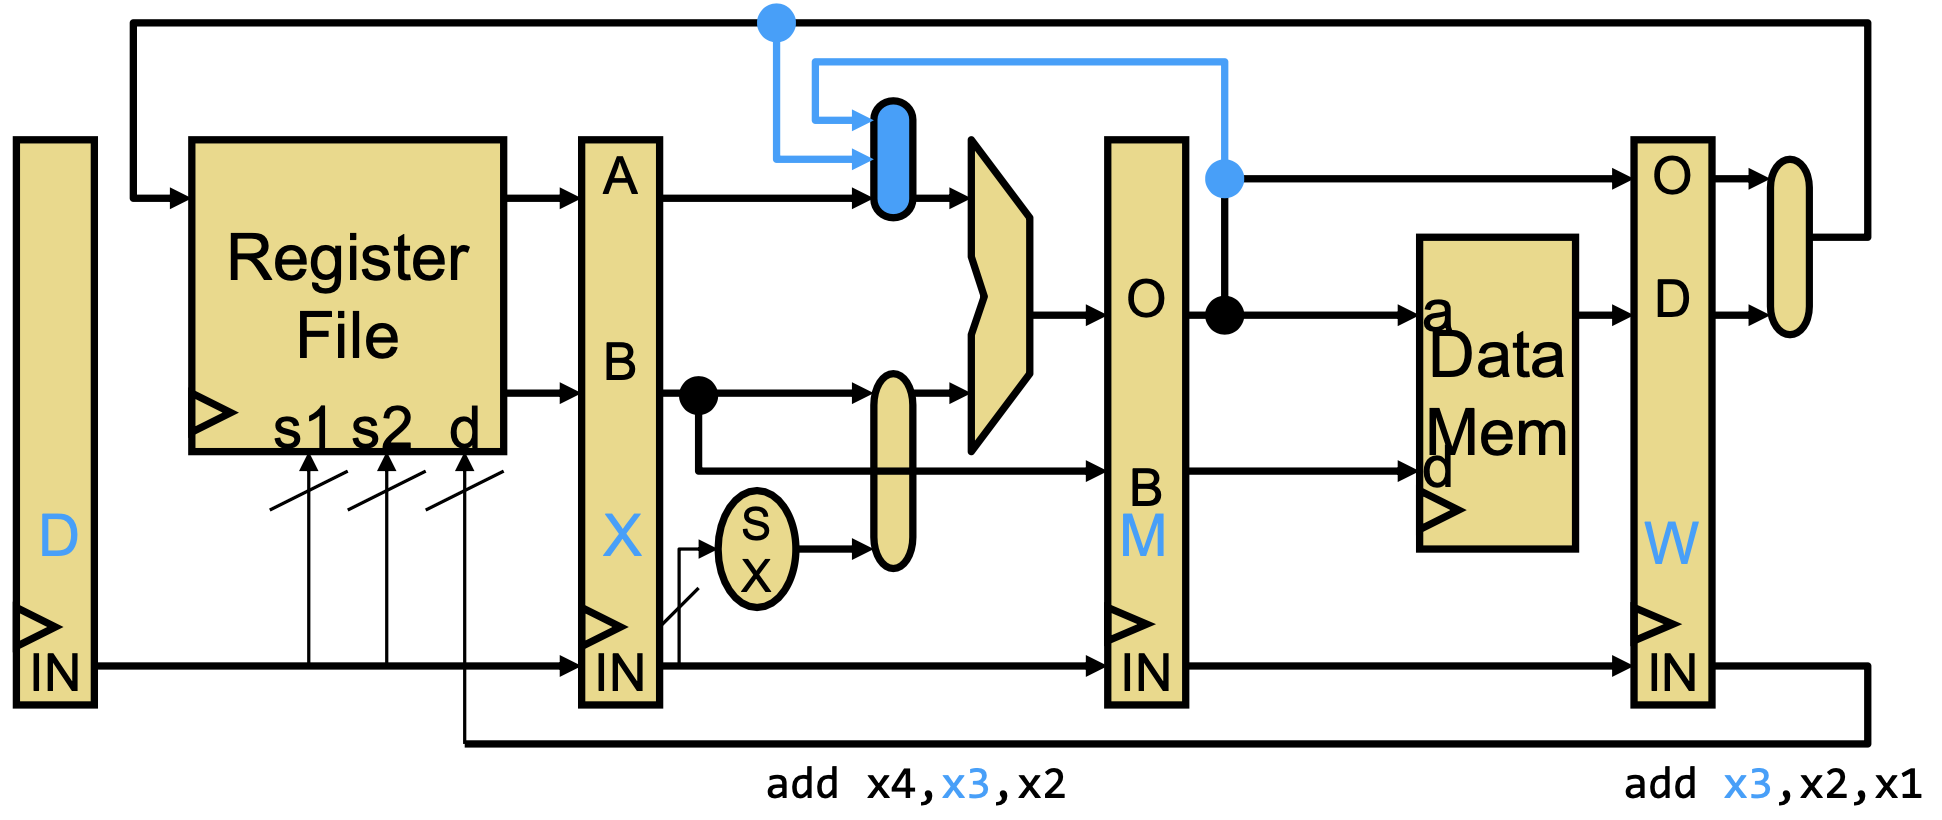 A
O
Register
File
B
O
D
a
Data
Mem
d
s1 s2 d
B
S
X
D
X
M
W
IN
IN
IN
IN
add x4,x3,x2
add x3,x2,x1